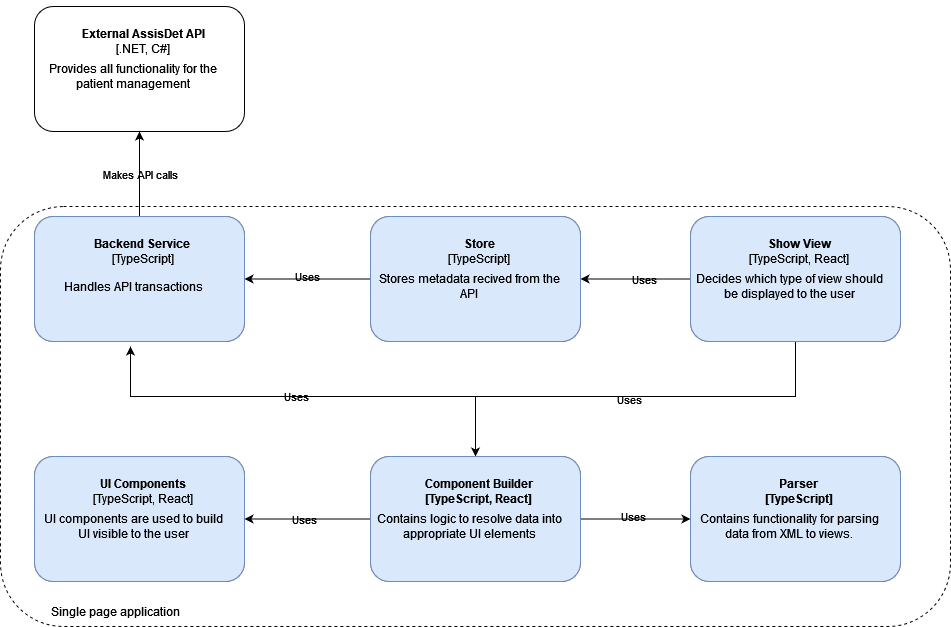 External AssisDet API
[.NET, C#]
Provides all functionality for the
patient management
Makes API calls
Backend Service
[TypeScript]
Handles API transactions
Uses
Store
[TypeScript]
Stores metadata recived from the
API
Uses
Show View
[TypeScript, React]
Decides which type of view should
be displayed to the user
Uses
Uses
UI Components
[TypeScript, React]
UI components are used to build
UI visible to the user
Uses
Component Builder
[TypeScript, React]
Contains logic to resolve data into
appropriate UI elements
Uses
Parser
[TypeScript]
Contains functionality for parsing
data from XML to views.
Single page application